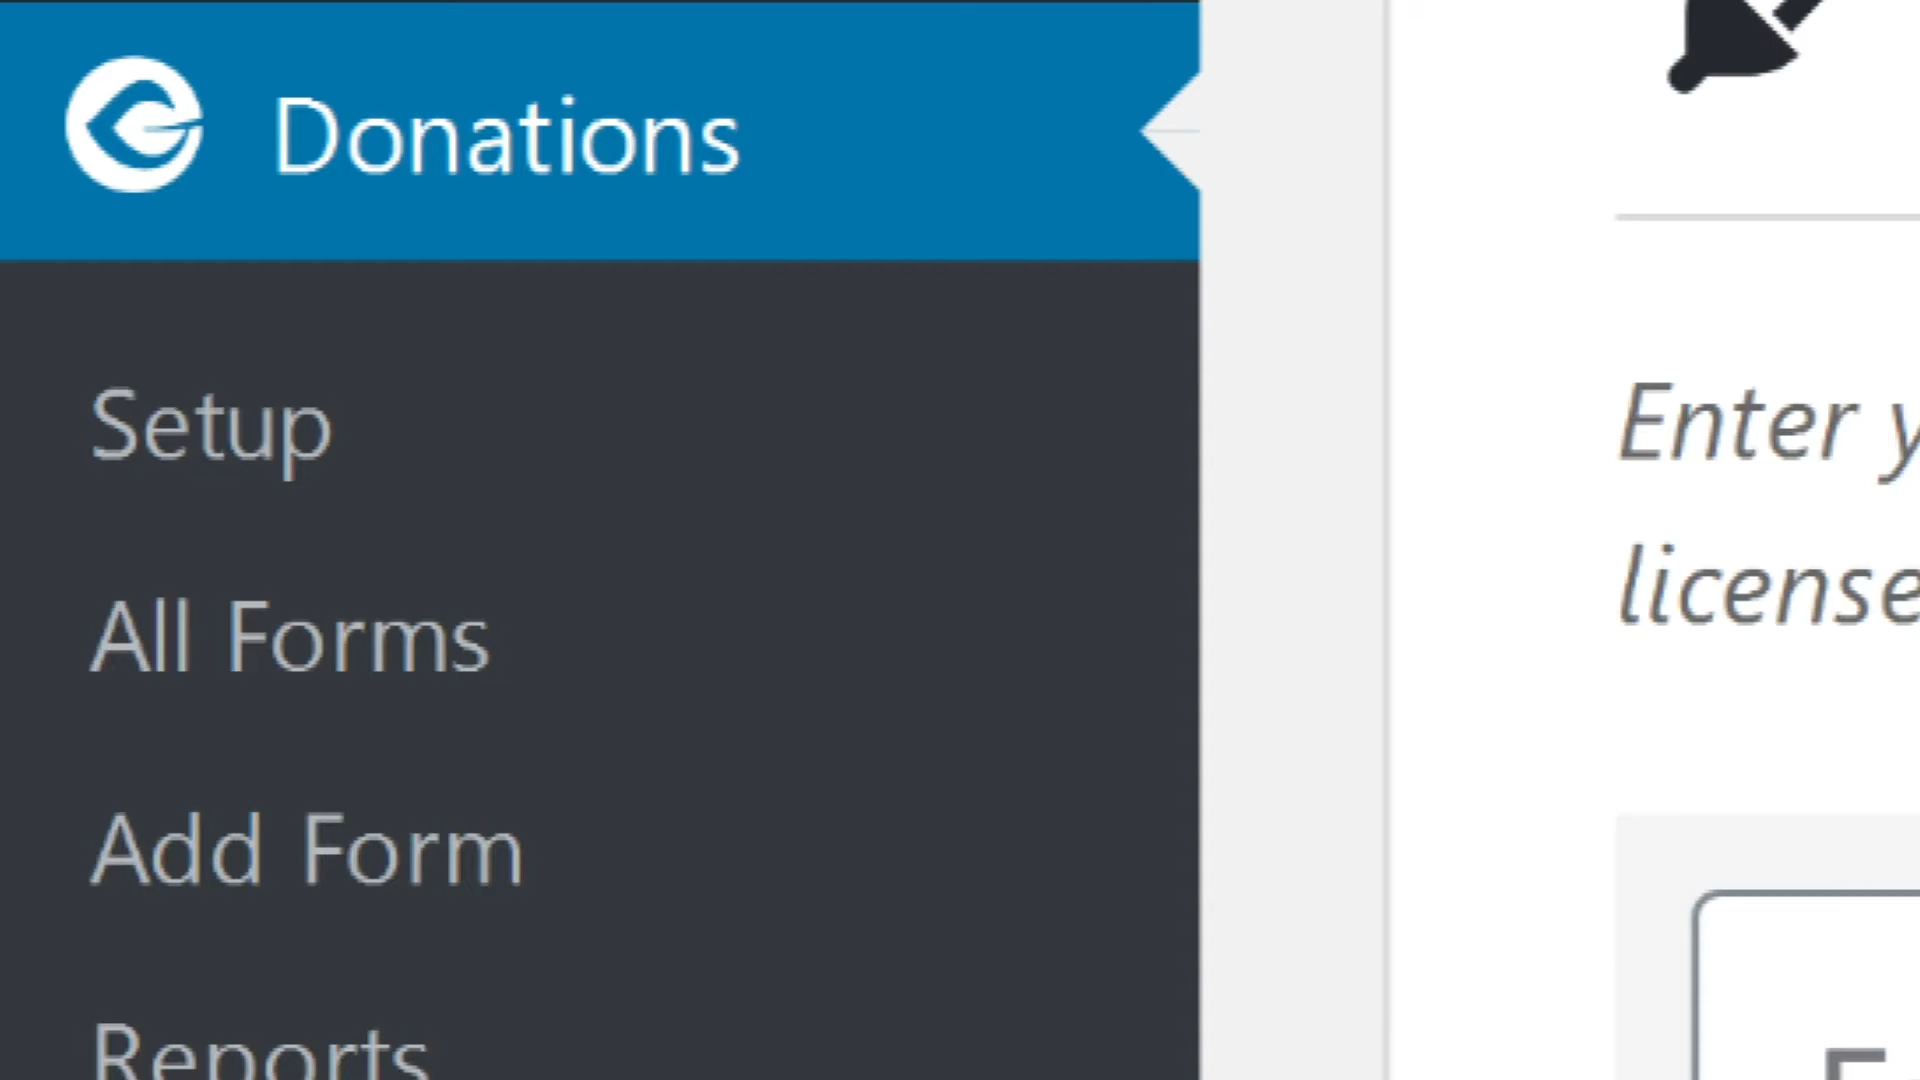 Donations
Setup
All Forms
Add Form
Reports
Enter
license